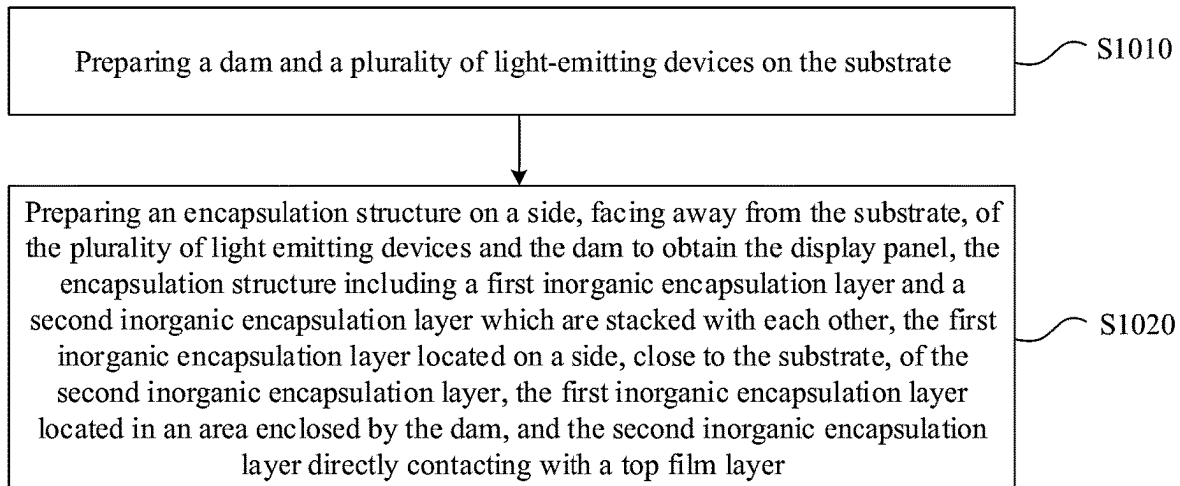 Preparing a dam and a plurality of light-emitting devices on the substrate
S1010
Preparing an encapsulation structure on a side, facing away from the substrate, of
the plurality of light emitting devices and the dam to obtain the display panel, the
encapsulation structure including a first inorganic encapsulation layer and a
second inorganic encapsulation layer which are stacked with each other, the first
inorganic encapsulation layer located on a side, close to the substrate, of the
second inorganic encapsulation layer, the first inorganic encapsulation layer
located in an area enclosed by the dam, and the second inorganic encapsulation
layer directly contacting with a top film layer
S1020